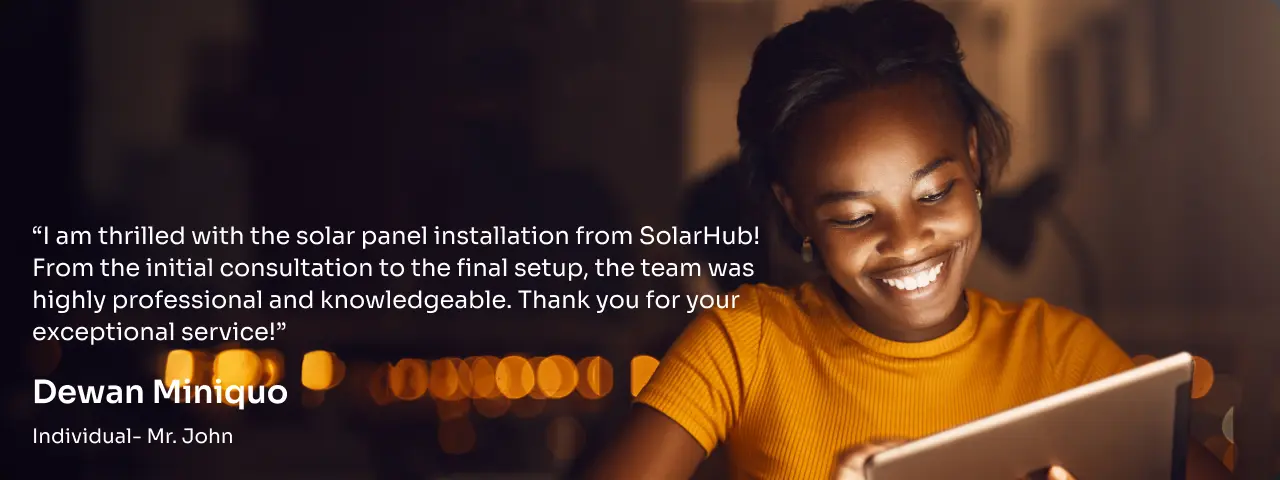 “I am thrilled with the solar panel installation from SolarHub!
From the initial consultation to the final setup, the team was
highly professional and knowledgeable. Thank you for your
exceptional service!”
Dewan Miniquo
Individual- Mr. John